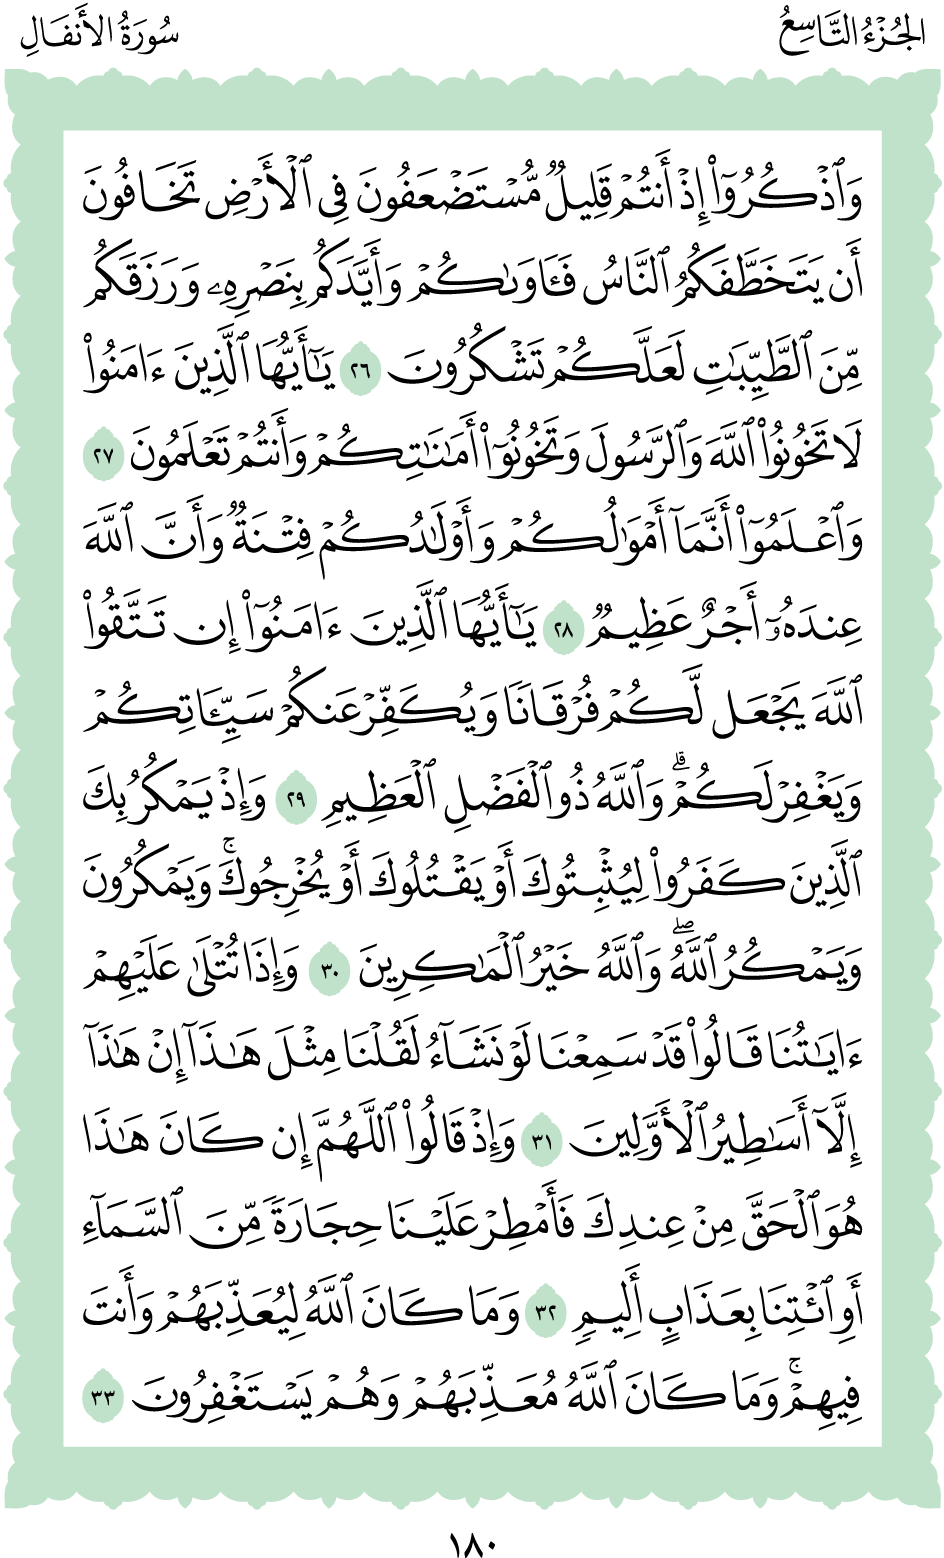 الجُزْءُ التَّاسِعُ
سُورَةُ الأَنفَالِ
وَٱذْكُرُوٓا۟ إِذْ أَنتُمْ قَلِيلٌ مُّسْتَضْعَفُونَ فِى ٱلْأَرْضِ تَخَافُونَ
أَن يَتَخَطَّفَكُمُ ٱلنَّاسُ فَـَٔاوَىٰكُمْ وَأَيَّدَكُم بِنَصْرِهِۦ وَرَزَقَكُم
مِّنَ ٱلطَّيِّبَـٰتِ لَعَلَّكُمْ تَشْكُرُونَ ٢٦ يَـٰٓأَيُّهَا ٱلَّذِينَ ءَامَنُوا۟
لَا تَخُونُوا۟ ٱللَّهَ وَٱلرَّسُولَ وَتَخُونُوٓا۟ أَمَـٰنَـٰتِكُمْ وَأَنتُمْ تَعْلَمُونَ ٢٧
وَٱعْلَمُوٓا۟ أَنَّمَآ أَمْوَٰلُكُمْ وَأَوْلَـٰدُكُمْ فِتْنَةٌ وَأَنَّ ٱللَّهَ
عِندَهُۥٓ أَجْرٌ عَظِيمٌ ٢٨ يَـٰٓأَيُّهَا ٱلَّذِينَ ءَامَنُوٓا۟ إِن تَتَّقُوا۟
ٱللَّهَ يَجْعَل لَّكُمْ فُرْقَانًا وَيُكَفِّرْ عَنكُمْ سَيِّـَٔاتِكُمْ
وَيَغْفِرْ لَكُمْ ۗ وَٱللَّهُ ذُو ٱلْفَضْلِ ٱلْعَظِيمِ ٢٩ وَإِذْ يَمْكُرُ بِكَ
ٱلَّذِينَ كَفَرُوا۟ لِيُثْبِتُوكَ أَوْ يَقْتُلُوكَ أَوْ يُخْرِجُوكَ ۚ وَيَمْكُرُونَ
وَيَمْكُرُ ٱللَّهُ ۖ وَٱللَّهُ خَيْرُ ٱلْمَـٰكِرِينَ ٣٠ وَإِذَا تُتْلَىٰ عَلَيْهِمْ
ءَايَـٰتُنَا قَالُوا۟ قَدْ سَمِعْنَا لَوْ نَشَآءُ لَقُلْنَا مِثْلَ هَـٰذَآ إِنْ هَـٰذَآ
إِلَّآ أَسَـٰطِيرُ ٱلْأَوَّلِينَ ٣١ وَإِذْ قَالُوا۟ ٱللَّهُمَّ إِن كَانَ هَـٰذَا
هُوَ ٱلْحَقَّ مِنْ عِندِكَ فَأَمْطِرْ عَلَيْنَا حِجَارَةً مِّنَ ٱلسَّمَآءِ
أَوِ ٱئْتِنَا بِعَذَابٍ أَلِيمٍ ٣٢ وَمَا كَانَ ٱللَّهُ لِيُعَذِّبَهُمْ وَأَنتَ
فِيهِمْ ۚ وَمَا كَانَ ٱللَّهُ مُعَذِّبَهُمْ وَهُمْ يَسْتَغْفِرُونَ ٣٣
١٨٠